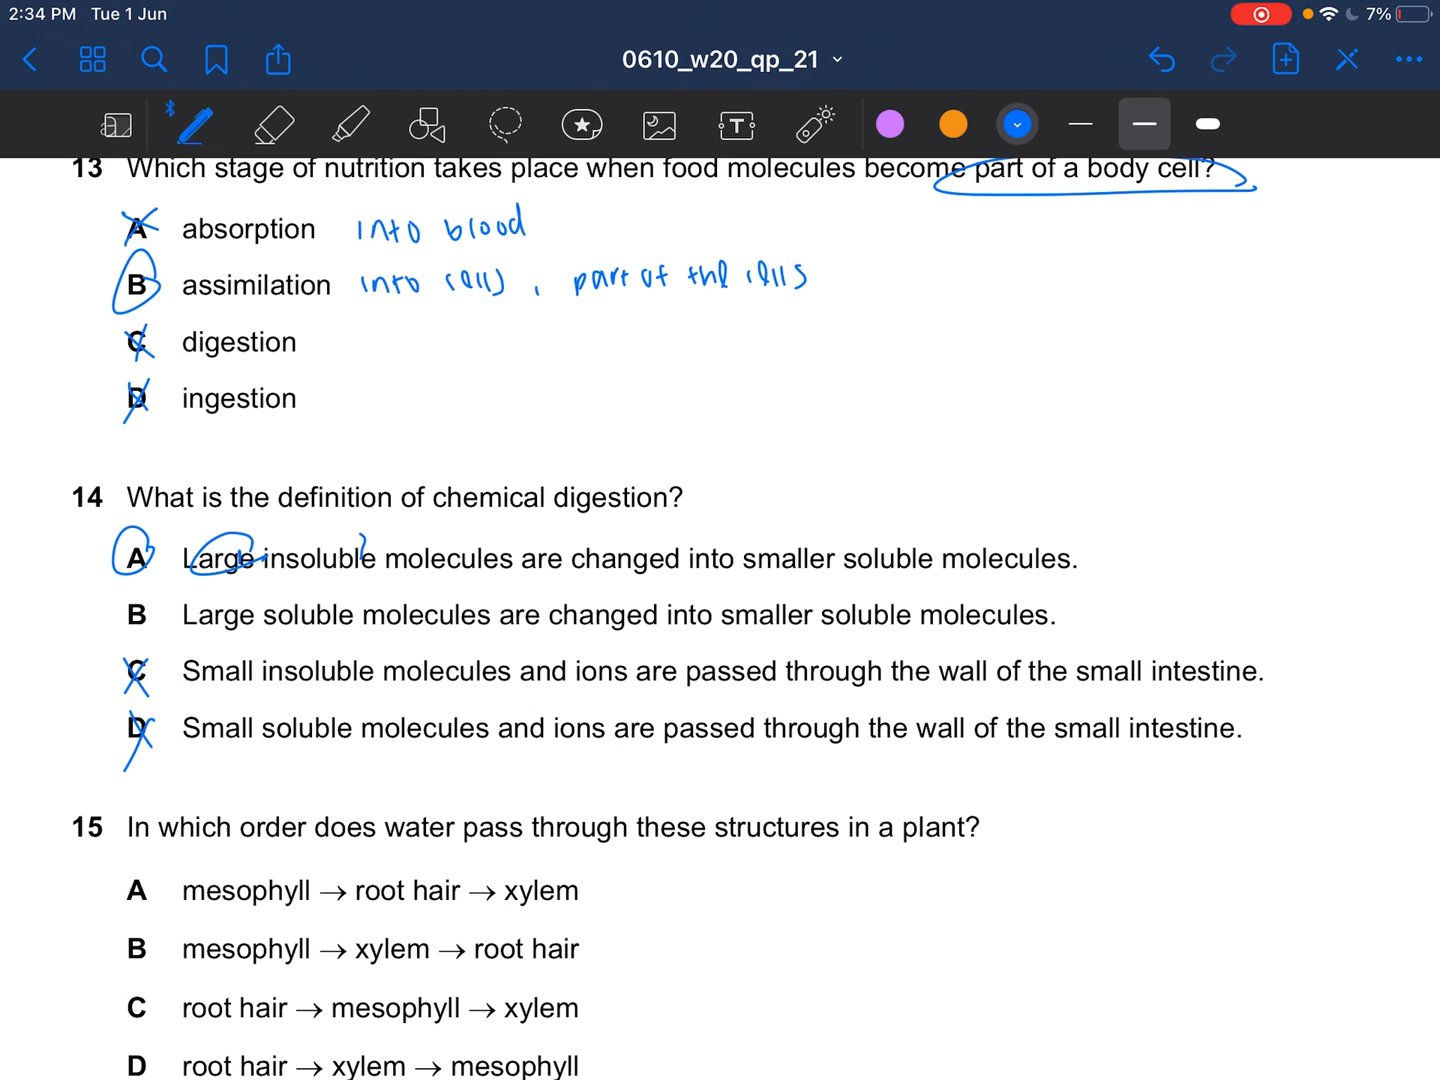 2:34 PM Tue 1 Jun 7%
0610_w20_qp_21
13 Which stage of nutrition takes place when food molecules become part of a body cell?
A absorption into blood
B assimilation into cells, part of the cells
C digestion
D ingestion
14 What is the definition of chemical digestion?
A Large insoluble molecules are changed into smaller soluble molecules.
B Large soluble molecules are changed into smaller soluble molecules.
C Small insoluble molecules and ions are passed through the wall of the small intestine.
D Small soluble molecules and ions are passed through the wall of the small intestine.
15 In which order does water pass through these structures in a plant?
A mesophyll → root hair → xylem
B mesophyll → xylem → root hair
C root hair → mesophyll → xylem
D root hair → xylem → mesophyll